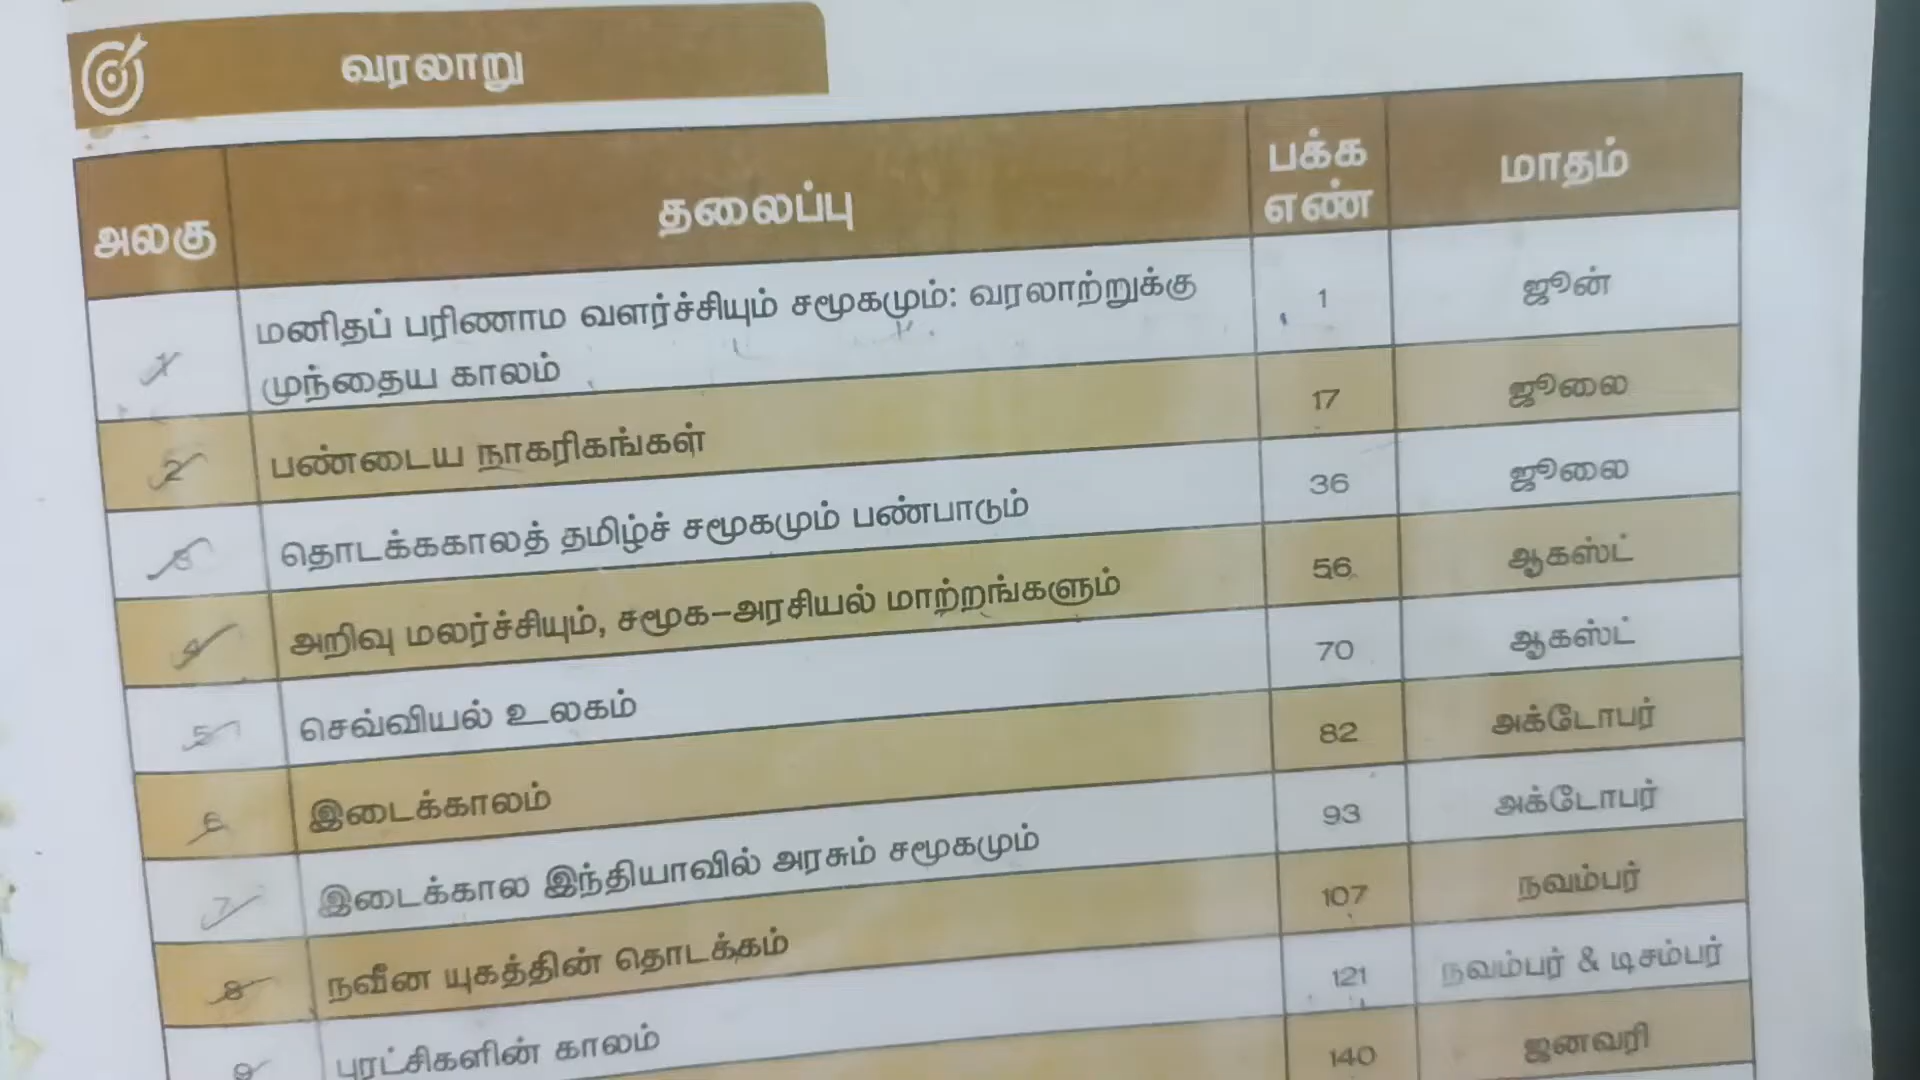 வரலாறு
அலகு தலைப்பு பக்க எண் மாதம்
1 மனிதப் பரிணாம வளர்ச்சியும் சமூகமும்: வரலாற்றுக்கு 1 ஜூன்
முந்தைய காலம்
2 பண்டைய நாகரிகங்கள் 17 ஜூலை
3 தொடக்ககாலத் தமிழ்ச் சமூகமும் பண்பாடும் 36 ஜூலை
4 அறிவு மலர்ச்சியும், சமூக-அரசியல் மாற்றங்களும் 56 ஆகஸ்ட்
5 செவ்வியல் உலகம் 70 ஆகஸ்ட்
6 இடைக்காலம் 82 அக்டோபர்
7 இடைக்கால இந்தியாவில் அரசும் சமூகமும் 93 அக்டோபர்
8 நவீன யுகத்தின் தொடக்கம் 107 நவம்பர்
9 புரட்சிகளின் காலம் 121 நவம்பர் & டிசம்பர்
140 ஜனவரி